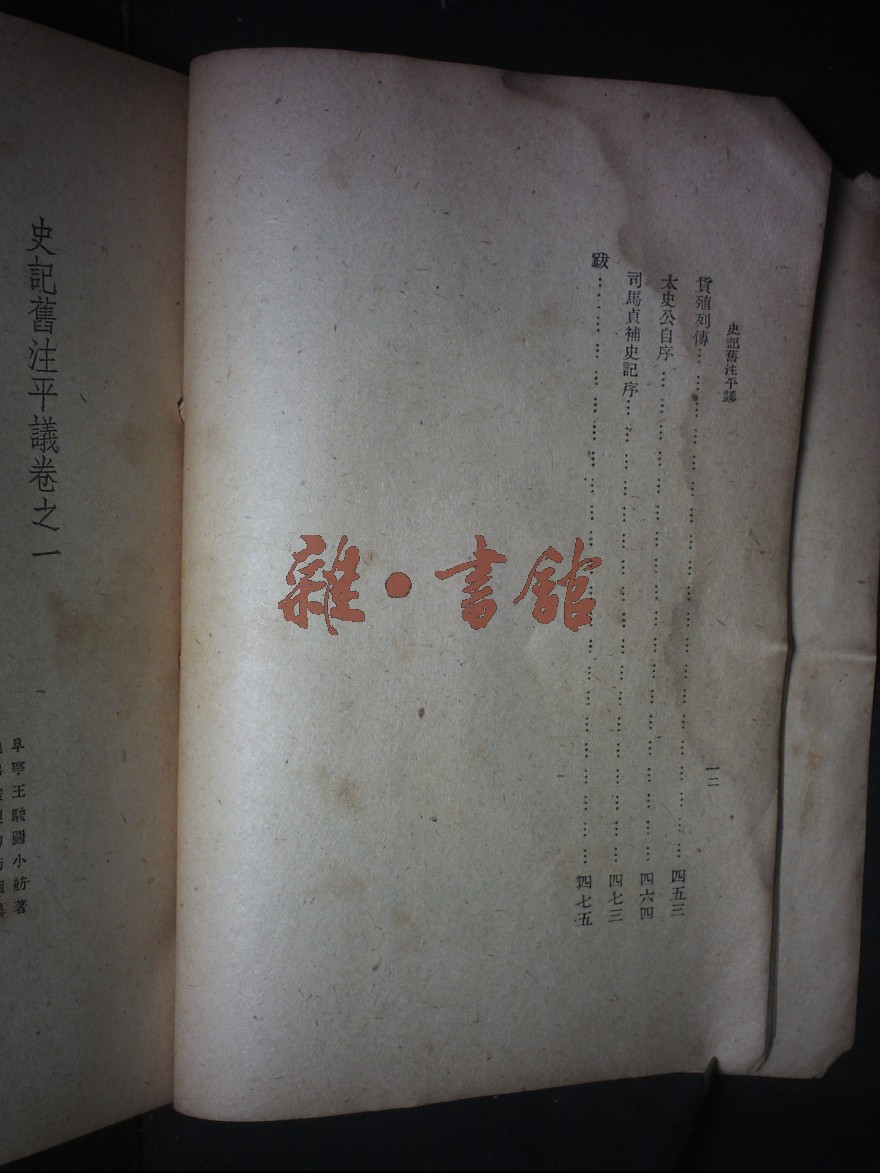 史記舊注平議
貨殖列傳……………………………………………四五三
太史公自序……………………………………………四六四
司馬貞補史記序……………………………………………四七三
跋……………………………………………四七五
一二
史記舊注平議卷之一
阜寧王駿圖小舫著
雜·書館